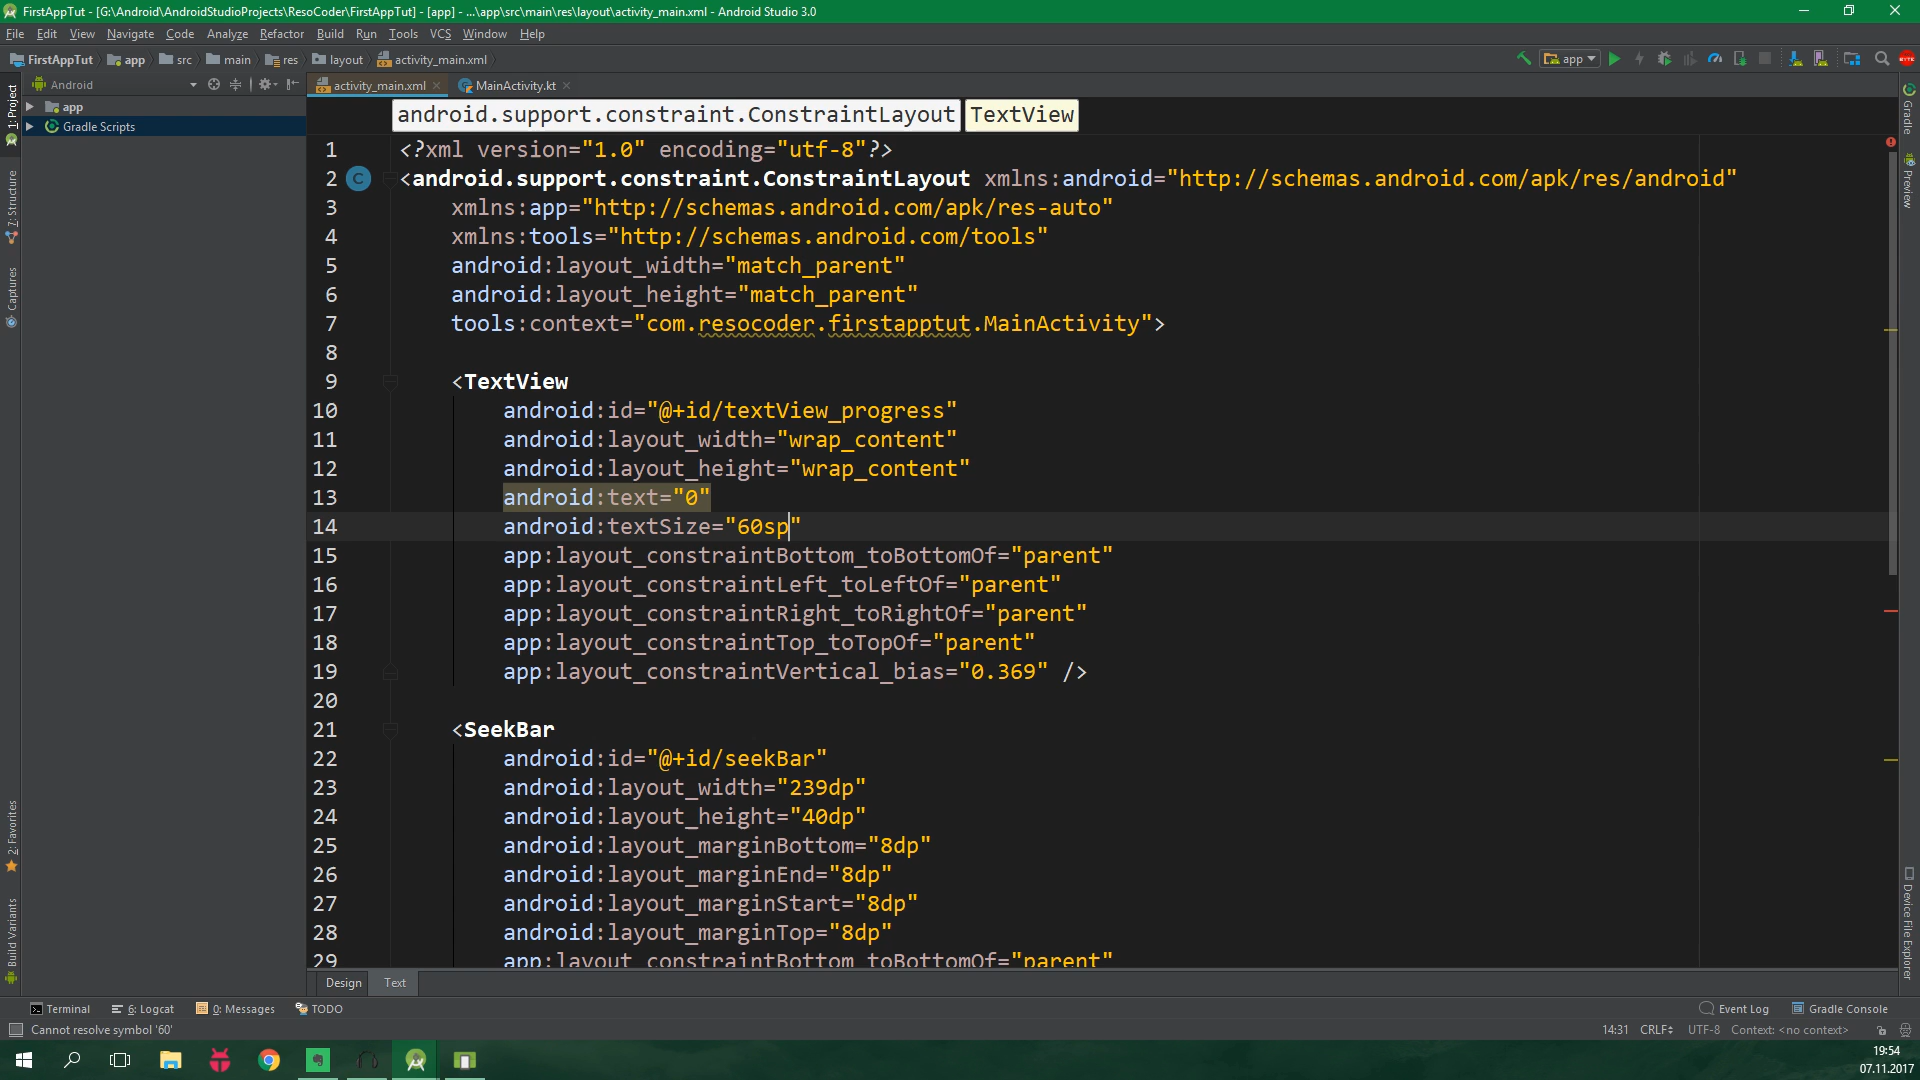 FirstAppTut - [G:\Android\AndroidStudioProjects\ResoCoder\FirstAppTut] - [app] - ...\app\src\main\res\layout\activity_main.xml - Android Studio 3.0
File Edit View Navigate Code Analyze Refactor Build Run Tools VCS Window Help
FirstAppTut app src main res layout activity_main.xml app
Android activity_main.xml MainActivity.kt
app
Gradle Scripts
1: Project
7: Structure
Captures
2: Favorites
Build Variants
android.support.constraint.ConstraintLayout TextView
1 <?xml version="1.0" encoding="utf-8"?>
2 C <android.support.constraint.ConstraintLayout xmlns:android="http://schemas.android.com/apk/res/android"
3 xmlns:app="http://schemas.android.com/apk/res-auto"
4 xmlns:tools="http://schemas.android.com/tools"
5 android:layout_width="match_parent"
6 android:layout_height="match_parent"
7 tools:context="com.resocoder.firstapptut.MainActivity">
8
9 <TextView
10 android:id="@+id/textView_progress"
11 android:layout_width="wrap_content"
12 android:layout_height="wrap_content"
13 android:text="0"
14 android:textSize="60sp"
15 app:layout_constraintBottom_toBottomOf="parent"
16 app:layout_constraintLeft_toLeftOf="parent"
17 app:layout_constraintRight_toRightOf="parent"
18 app:layout_constraintTop_toTopOf="parent"
19 app:layout_constraintVertical_bias="0.369" />
20
21 <SeekBar
22 android:id="@+id/seekBar"
23 android:layout_width="239dp"
24 android:layout_height="40dp"
25 android:layout_marginBottom="8dp"
26 android:layout_marginEnd="8dp"
27 android:layout_marginStart="8dp"
28 android:layout_marginTop="8dp"
29 app:layout_constraintBottom_toBottomOf="parent"
Gradle
Preview
Device File Explorer
Design Text
Terminal 6: Logcat 0: Messages TODO Event Log Gradle Console
Cannot resolve symbol '60' 14:31 CRLF UTF-8 Context: <no context>
19:54
07.11.2017